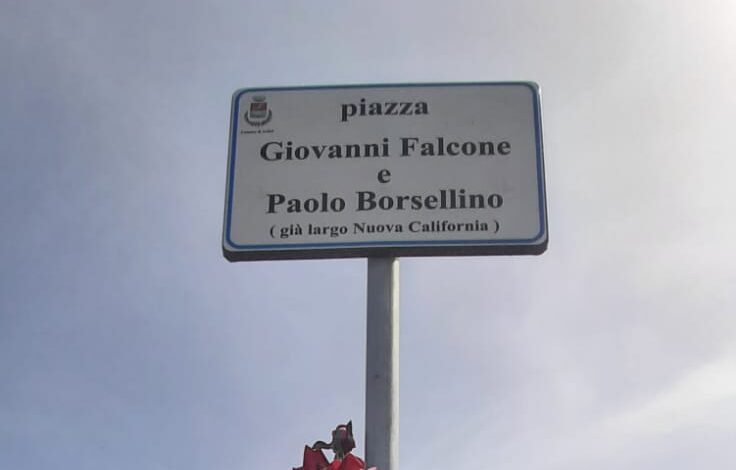 piazza
Giovanni Falcone
e
Paolo Borsellino
( già largo Nuova California )